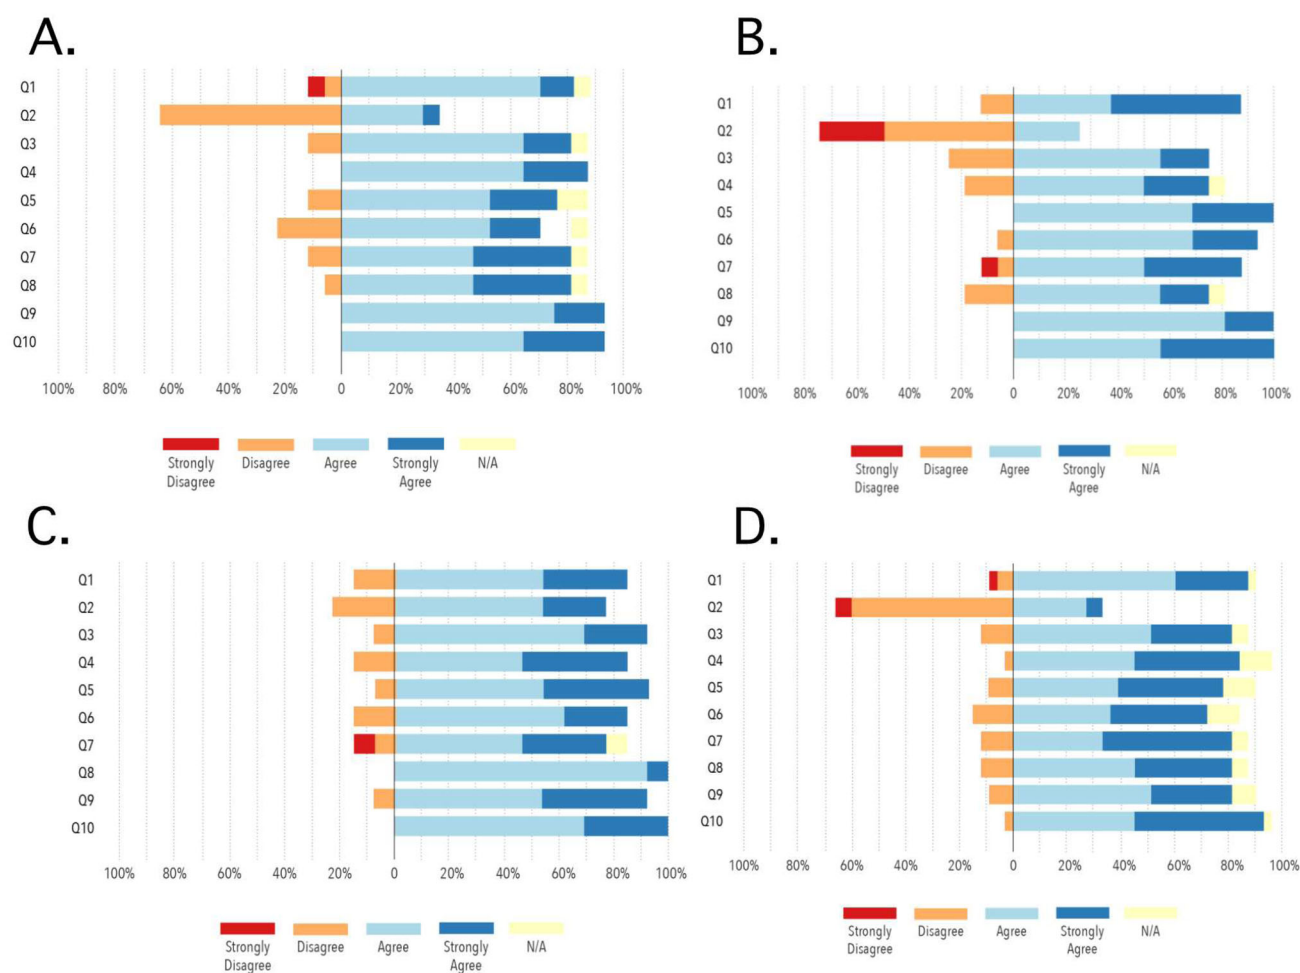 A.
Q1
Q2
Q3
Q4
Q5
Q6
Q7
Q8
Q9
Q10
100% 80% 60% 40% 20% 0 20% 40% 60% 80% 100%
Strongly Disagree Agree Strongly N/A
Disagree Agree
B.
Q1
Q2
Q3
Q4
Q5
Q6
Q7
Q8
Q9
Q10
100% 80% 60% 40% 20% 0 20% 40% 60% 80% 100%
Strongly Disagree Agree Strongly N/A
Disagree Agree
C.
Q1
Q2
Q3
Q4
Q5
Q6
Q7
Q8
Q9
Q10
100% 80% 60% 40% 20% 0 20% 40% 60% 80% 100%
Strongly Disagree Agree Strongly N/A
Disagree Agree
D.
Q1
Q2
Q3
Q4
Q5
Q6
Q7
Q8
Q9
Q10
100% 80% 60% 40% 20% 0 20% 40% 60% 80% 100%
Strongly Disagree Agree Strongly N/A
Disagree Agree